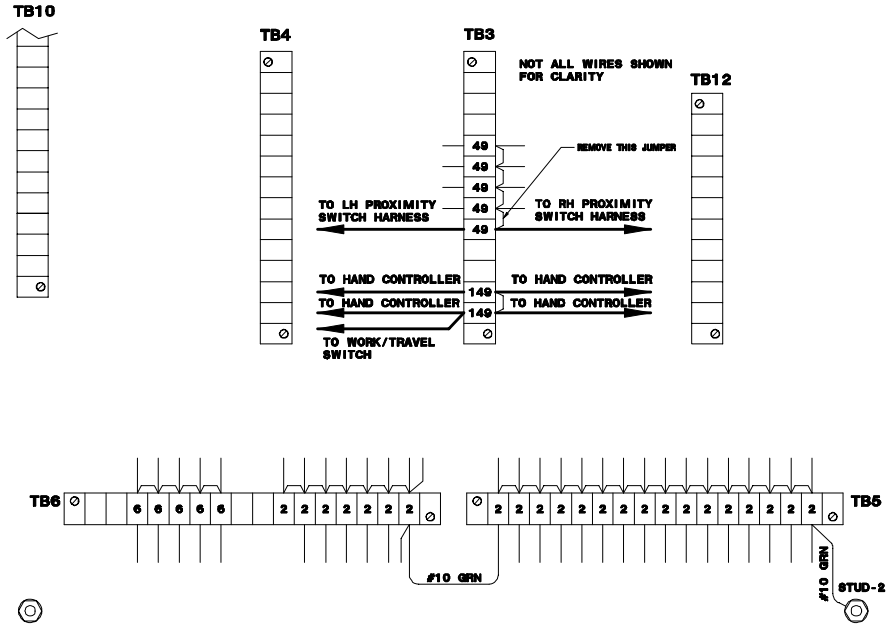 TB10
TB4
TB3
NOT ALL WIRES SHOWN
FOR CLARITY
TB12
49
REMOVE THIS JUMPER
49
49
49
TO LH PROXIMITY
SWITCH HARNESS
TO RH PROXIMITY
SWITCH HARNESS
49
TO HAND CONTROLLER
TO HAND CONTROLLER
149
TO HAND CONTROLLER
TO HAND CONTROLLER
149
TO WORK/TRAVEL
SWITCH
TB6
6 6 6 6 6
2 2 2 2 2 2 2
2 2 2 2 2 2 2 2 2 2 2 2 2 2 2 2
TB5
#10 GRN
#10 GRN
STUD-2